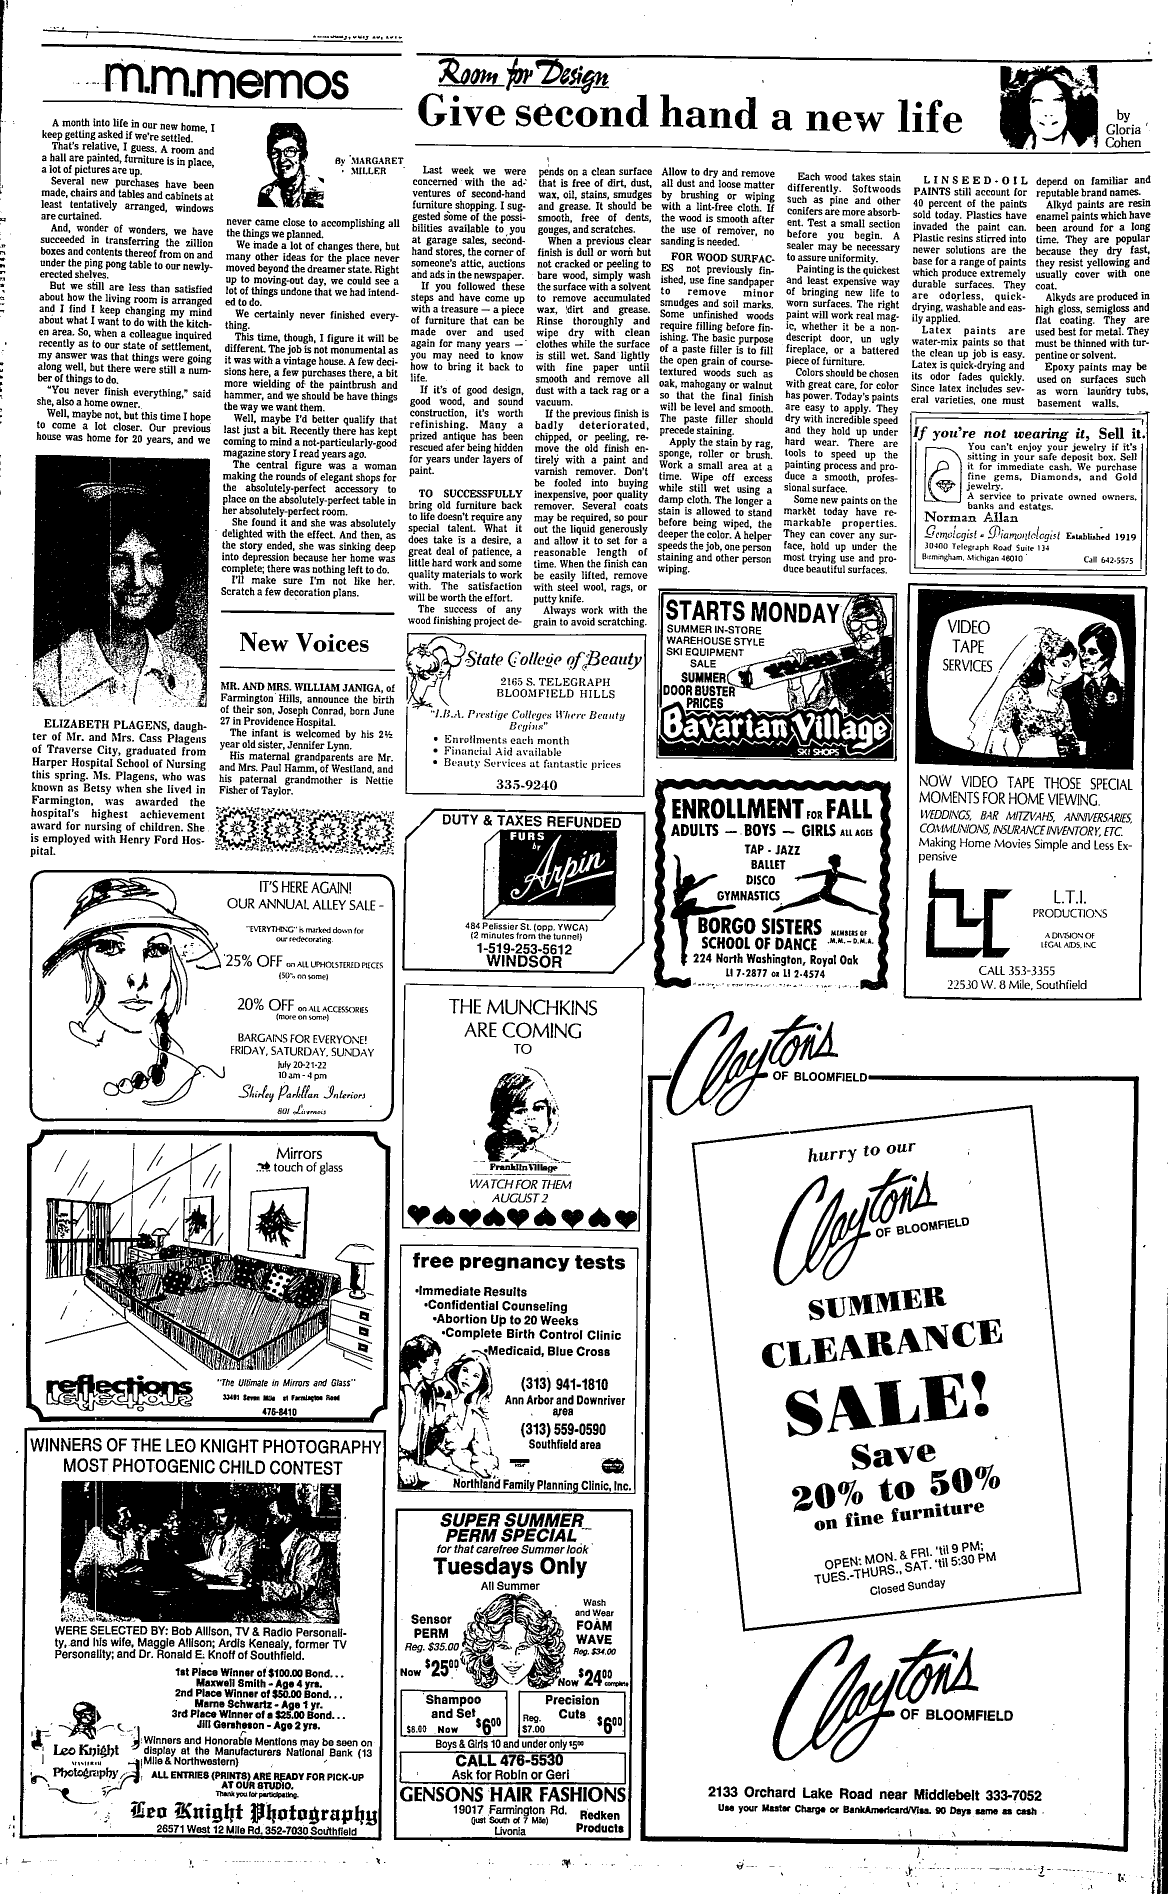 m.m.memos
By MARGARET
MILLER
A month into life in our new home, I
keep getting asked if we're settled.
That's relative, I guess. A room and
a hall are painted, furniture is in place,
a lot of pictures are up.
Several new purchases have been
made, chairs and tables and cabinets at
least tentatively arranged, windows
are curtained.
And, wonder of wonders, we have
succeeded in transferring the zillion
boxes and contents thereof from on and
under the ping pong table to our newly-
erected shelves.
But we still are less than satisfied
about how the living room is arranged
and I find I keep changing my mind
about what I want to do with the kitch-
en area. So, when a colleague inquired
recently as to our state of settlement,
my answer was that things were going
along well, but there were still a num-
ber of things to do.
"You never finish everything," said
she, also a home owner.
Well, maybe not, but this time I hope
to come a lot closer. Our previous
house was home for 20 years, and we
never came close to accomplishing all
the things we planned.
We made a lot of changes there, but
many other ideas for the place never
moved beyond the dreamer state. Right
up to moving-out day, we could see a
lot of things undone that we had intend-
ed to do.
We certainly never finished every-
thing.
This time, though, I figure it will be
different. The job is not monumental as
it was with a vintage house. A few deci-
sions here, a few purchases there, a bit
more wielding of the paintbrush and
hammer, and we should be have things
the way we want them.
Well, maybe I'd better qualify that
last just a bit. Recently there has kept
coming to mind a not-particularly-good
magazine story I read years ago.
The central figure was a woman
making the rounds of elegant shops for
the absolutely-perfect accessory to
place on the absolutely-perfect table in
her absolutely-perfect room.
She found it and she was absolutely
delighted with the effect. And then, as
the story ended, she was sinking deep
into depression because her home was
complete; there was nothing left to do.
I'll make sure I'm not like her.
Scratch a few decoration plans.
ELIZABETH PLAGENS, daugh-
ter of Mr. and Mrs. Cass Plagens
of Traverse City, graduated from
Harper Hospital School of Nursing
this spring. Ms. Plagens, who was
known as Betsy when she lived in
Farmington, was awarded the
hospital's highest achievement
award for nursing of children. She
is employed with Henry Ford Hos-
pital.
New Voices
MR. AND MRS. WILLIAM JANIGA, of
Farmington Hills, announce the birth
of their son, Joseph Conrad, born June
27 in Providence Hospital.
The infant is welcomed by his 2½
year old sister, Jennifer Lynn.
His maternal grandparents are Mr.
and Mrs. Paul Hamm, of Westland, and
his paternal grandmother is Nettie
Fisher of Taylor.
Room for Design
Give second hand a new life
by
Gloria
Cohen
Last week we were
concerned with the ad-
ventures of second-hand
furniture shopping. I sug-
gested some of the possi-
bilities available to you
at garage sales, second-
hand stores, the corner of
someone's attic, auctions
and ads in the newspaper.
If you followed these
steps and have come up
with a treasure — a piece
of furniture that can be
made over and used
again for many years —
you may need to know
how to bring it back to
life.
If it's of good design,
good wood, and sound
construction, it's worth
refinishing. Many a
prized antique has been
rescued afer being hidden
for years under layers of
paint.
TO SUCCESSFULLY
bring old furniture back
to life doesn't require any
special talent. What it
does take is a desire, a
great deal of patience, a
little hard work and some
quality materials to work
with. The satisfaction
will be worth the effort.
The success of any
wood finishing project de-
pends on a clean surface
that is free of dirt, dust,
wax, oil, stains, smudges
and grease. It should be
smooth, free of dents,
gouges, and scratches.
When a previous clear
finish is dull or worn but
not cracked or peeling to
bare wood, simply wash
the surface with a solvent
to remove accumulated
wax, dirt and grease.
Rinse thoroughly and
wipe dry with clean
clothes while the surface
is still wet. Sand lightly
with fine paper until
smooth and remove all
dust with a tack rag or a
vacuum.
If the previous finish is
badly deteriorated,
chipped, or peeling, re-
move the old finish en-
tirely with a paint and
varnish remover. Don't
be fooled into buying
inexpensive, poor quality
remover. Several coats
may be required, so pour
out the liquid generously
and allow it to set for a
reasonable length of
time. When the finish can
be easily lifted, remove
with steel wool, rags, or
putty knife.
Always work with the
grain to avoid scratching.
Allow to dry and remove
all dust and loose matter
by brushing or wiping
with a lint-free cloth. If
the wood is smooth after
the use of remover, no
sanding is needed.
FOR WOOD SURFAC-
ES not previously fin-
ished, use fine sandpaper
to remove minor
smudges and soil marks.
Some unfinished woods
require filling before fin-
ishing. The basic purpose
of a paste filler is to fill
the open grain of course-
textured woods such as
oak, mahogany or walnut
so that the final finish
will be level and smooth.
The paste filler should
precede staining.
Apply the stain by rag,
sponge, roller or brush.
Work a small area at a
time. Wipe off excess
while still wet using a
damp cloth. The longer a
stain is allowed to stand
before being wiped, the
deeper the color. A helper
speeds the job, one person
staining and other person
wiping.
Each wood takes stain
differently. Softwoods
such as pine and other
conifers are more absorb-
ent. Test a small section
before you begin. A
sealer may be necessary
to assure uniformity.
Painting is the quickest
and least expensive way
of bringing new life to
worn surfaces. The right
paint will work real mag-
ic, whether it be a non-
descript door, un ugly
fireplace, or a battered
piece of furniture.
Colors should be chosen
with great care, for color
has power. Today's paints
are easy to apply. They
dry with incredible speed
and they hold up under
hard wear. There are
tools to speed up the
painting process and pro-
duce a smooth, profes-
sional surface.
Some new paints on the
market today have re-
markable properties.
They can cover any sur-
face, hold up under the
most trying use and pro-
duce beautiful surfaces.
LINSEED-OIL
PAINTS still account for
40 percent of the paints
sold today. Plastics have
invaded the paint can.
Plastic resins stirred into
newer solutions are the
base for a range of paints
which produce extremely
durable surfaces. They
are odorless, quick-
drying, washable and eas-
ily applied.
Latex paints are
water-mix paints so that
the clean up job is easy.
Latex is quick-drying and
its odor fades quickly.
Since latex includes sev-
eral varieties, one must
depend on familiar and
reputable brand names.
Alkyd paints are resin
enamel paints which have
been around for a long
time. They are popular
because they dry fast,
they resist yellowing and
usually cover with one
coat.
Alkyds are produced in
high gloss, semigloss and
flat coating. They are
used best for metal. They
must be thinned with tur-
pentine or solvent.
Epoxy paints may be
used on surfaces such
as worn laundry tubs,
basement walls.
If you're not wearing it, Sell it.
You can't enjoy your jewelry if it's
sitting in your safe deposit box. Sell
it for immediate cash. We purchase
fine gems, Diamonds, and Gold
jewelry.
A service to private owned owners,
banks and estates.
Norman Allan
Gemologist - Diamontologist Established 1919
30400 Telegraph Road Suite 134
Birmingham, Michigan 48010 Call 642-5575
State College of Beauty
2165 S. TELEGRAPH
BLOOMFIELD HILLS
"I.B.A. Prestige Colleges Where Beauty
Begins"
• Enrollments each month
• Financial Aid available
• Beauty Services at fantastic prices
335-9240
STARTS MONDAY
SUMMER IN-STORE
WAREHOUSE STYLE
SKI EQUIPMENT
SALE
SUMMER
DOOR BUSTER
PRICES
Bavarian Village
SKI SHOPS
VIDEO
TAPE
SERVICES
NOW VIDEO TAPE THOSE SPECIAL
MOMENTS FOR HOME VIEWING.
WEDDINGS, BAR MITZVAHS, ANNIVERSARIES,
COMMUNIONS, INSURANCE INVENTORY, ETC.
Making Home Movies Simple and Less Ex-
pensive
L.T.I.
PRODUCTIONS
A DIVISION OF
LEGAL AIDS, INC
CALL 353-3355
22530 W. 8 Mile, Southfield
DUTY & TAXES REFUNDED
FURS
by
Arpin
484 Pelissier St. (opp. YWCA)
(2 minutes from the tunnel)
1-519-253-5612
WINDSOR
ENROLLMENT FOR FALL
ADULTS — BOYS — GIRLS ALL AGES
TAP - JAZZ
BALLET
DISCO
GYMNASTICS
BORGO SISTERS
SCHOOL OF DANCE
MEMBERS OF
M.M. — D.M.A.
224 North Washington, Royal Oak
LI 7-2877 or LI 2-4574
IT'S HERE AGAIN!
OUR ANNUAL ALLEY SALE -
"EVERYTHING" is marked down for
our redecorating.
25% OFF on ALL UPHOLSTERED PIECES
(50% on some)
20% OFF on ALL ACCESSORIES
(more on some)
BARGAINS FOR EVERYONE!
FRIDAY, SATURDAY, SUNDAY
July 20-21-22
10 am - 4 pm
Shirley Parkllan Interiors
801 Livernois
THE MUNCHKINS
ARE COMING
TO
Franklin Village
WATCH FOR THEM
AUGUST 2
Mirrors
touch of glass
reflections
"The Ultimate in Mirrors and Glass"
33491 Seven Mile at Farmington Road
476-8410
free pregnancy tests
•Immediate Results
•Confidential Counseling
•Abortion Up to 20 Weeks
•Complete Birth Control Clinic
•Medicaid, Blue Cross
(313) 941-1810
Ann Arbor and Downriver
area
(313) 559-0590
Southfield area
Northland Family Planning Clinic, Inc.
WINNERS OF THE LEO KNIGHT PHOTOGRAPHY
MOST PHOTOGENIC CHILD CONTEST
WERE SELECTED BY: Bob Allison, TV & Radio Personali-
ty, and his wife, Maggie Allison; Ardis Kenealy, former TV
Personality; and Dr. Ronald E. Knoff of Southfield.
1st Place Winner of $100.00 Bond...
Maxwell Smith - Age 4 yrs.
2nd Place Winner of $50.00 Bond...
Marne Schwartz - Age 1 yr.
3rd Place Winner of a $25.00 Bond...
Jill Gersheson - Age 2 yrs.
Leo Knight
Photography
Winners and Honorable Mentions may be seen on
display at the Manufacturers National Bank (13
Mile & Northwestern)
ALL ENTRIES (PRINTS) ARE READY FOR PICK-UP
AT OUR STUDIO.
Thank you for participating.
Leo Knight Photography
26571 West 12 Mile Rd, 352-7030 Southfield
SUPER SUMMER
PERM SPECIAL
for that carefree Summer look
Tuesdays Only
All Summer
Sensor
PERM
Reg. $35.00
Now $25.00
Wash
and Wear
FOAM
WAVE
Reg. $34.00
Now $24.00 complete
Shampoo
and Set
$8.00 Now $6.00
Precision
Cuts
Reg.
$7.00 $6.00
Boys & Girls 10 and under only $5.00
CALL 476-5530
Ask for Robin or Geri
GENSONS HAIR FASHIONS
19017 Farmington Rd.
(just South of 7 Mile)
Livonia
Redken
Products
Clayton's
OF BLOOMFIELD
hurry to our
Clayton's
OF BLOOMFIELD
SUMMER
CLEARANCE
SALE!
Save
20% to 50%
on fine furniture
OPEN: MON. & FRI. 'til 9 PM;
TUES.-THURS., SAT. 'til 5:30 PM
Closed Sunday
Clayton's
OF BLOOMFIELD
2133 Orchard Lake Road near Middlebelt 333-7052
Use your Master Charge or BankAmericard/Visa. 90 Days same as cash